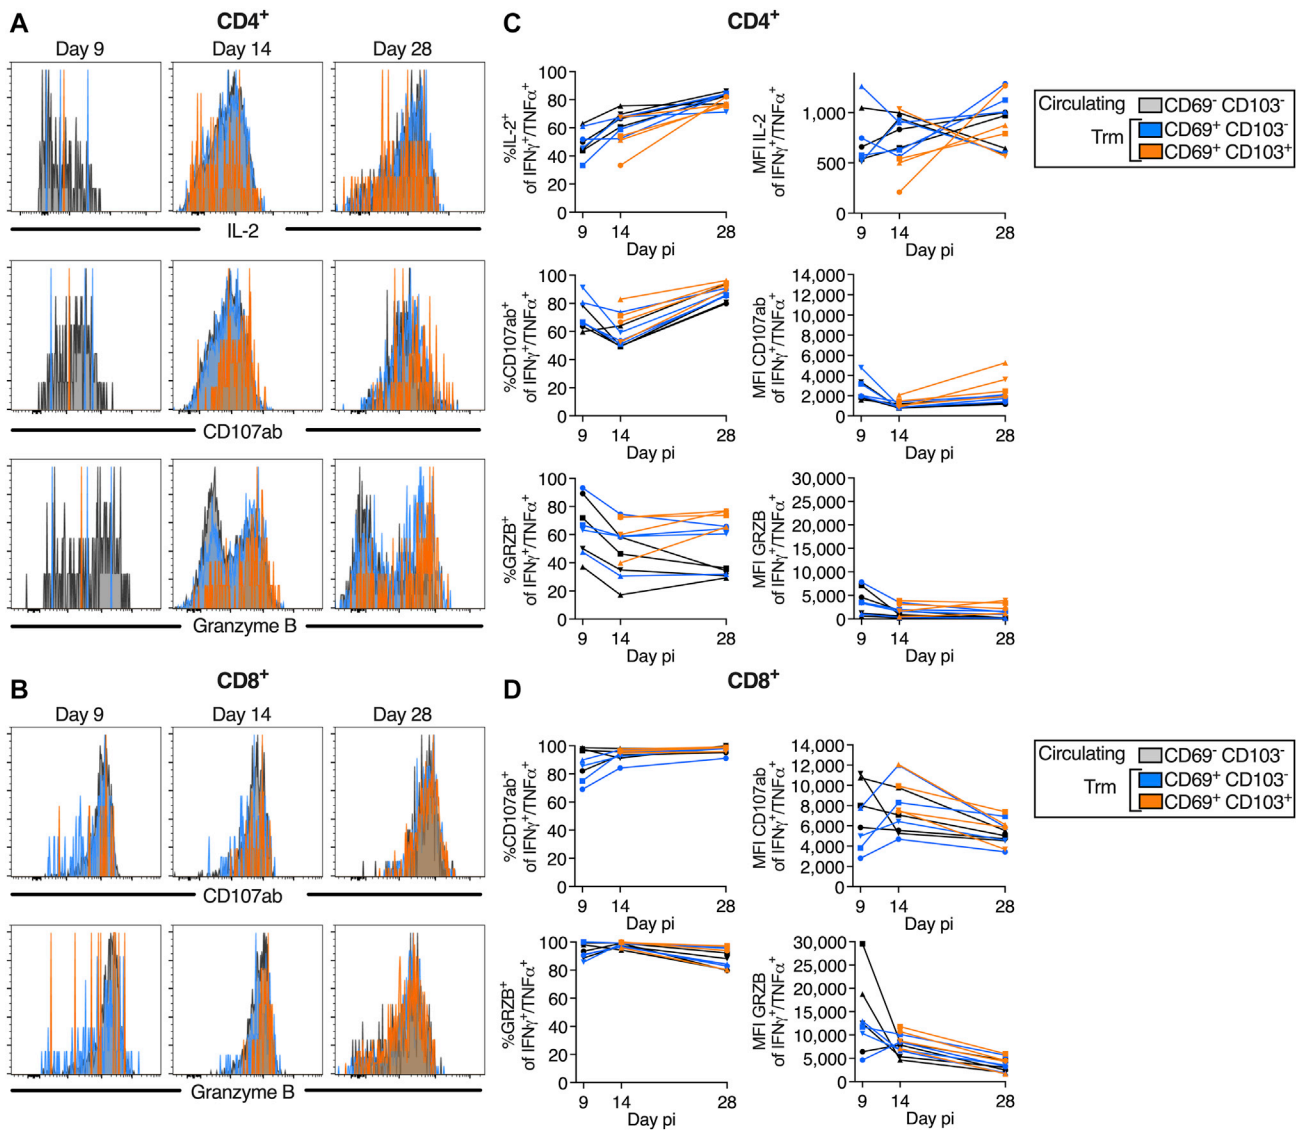 A
CD4+
Day 9
Day 14
Day 28
IL-2
CD107ab
Granzyme B
B
CD8+
Day 9
Day 14
Day 28
CD107ab
Granzyme B
C
CD4+
%IL-2+
of IFNγ+/TNFα+
100
80
60
40
20
0
9
14
28
Day pi
MFI IL-2
of IFNγ+/TNFα+
1,000
500
0
9
14
28
Day pi
%CD107ab+
of IFNγ+/TNFα+
100
80
60
40
20
0
9
14
28
Day pi
MFI CD107ab
of IFNγ+/TNFα+
14,000
12,000
10,000
8,000
6,000
4,000
2,000
0
9
14
28
Day pi
%GRZB+
of IFNγ+/TNFα+
100
80
60
40
20
0
9
14
28
Day pi
MFI GRZB
of IFNγ+/TNFα+
30,000
25,000
20,000
15,000
10,000
5,000
0
9
14
28
Day pi
Circulating CD69- CD103-
Trm CD69+ CD103-
CD69+ CD103+
D
CD8+
%CD107ab+
of IFNγ+/TNFα+
100
80
60
40
20
0
9
14
28
Day pi
MFI CD107ab
of IFNγ+/TNFα+
14,000
12,000
10,000
8,000
6,000
4,000
2,000
0
9
14
28
Day pi
%GRZB+
of IFNγ+/TNFα+
100
80
60
40
20
0
9
14
28
Day pi
MFI GRZB
of IFNγ+/TNFα+
30,000
25,000
20,000
15,000
10,000
5,000
0
9
14
28
Day pi
Circulating CD69- CD103-
Trm CD69+ CD103-
CD69+ CD103+